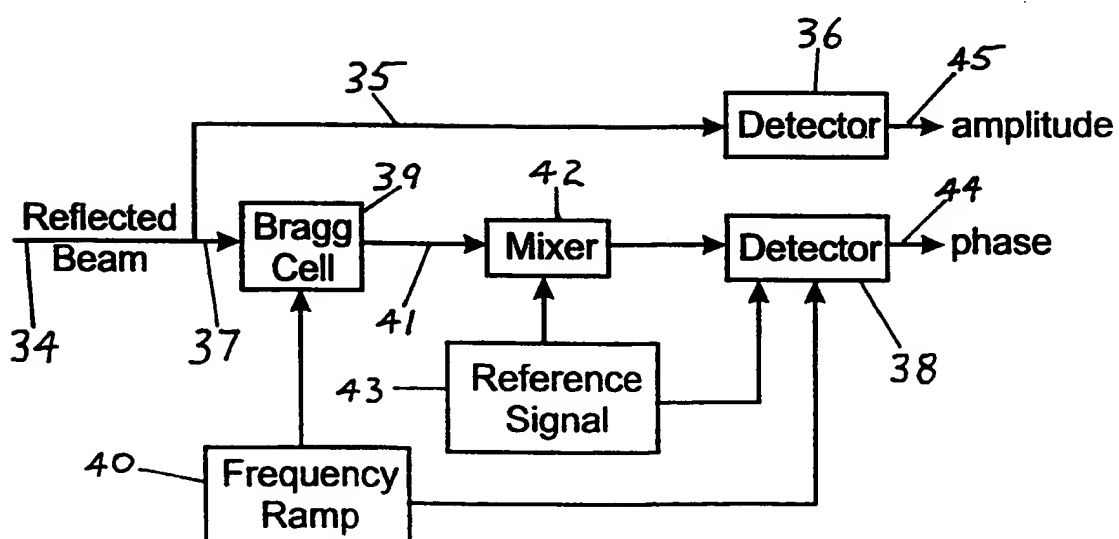 36
45
35
Detector
amplitude
39
42
44
Reflected
Beam
Bragg
Cell
Mixer
Detector
phase
34
37
41
38
43
Reference
Signal
40
Frequency
Ramp